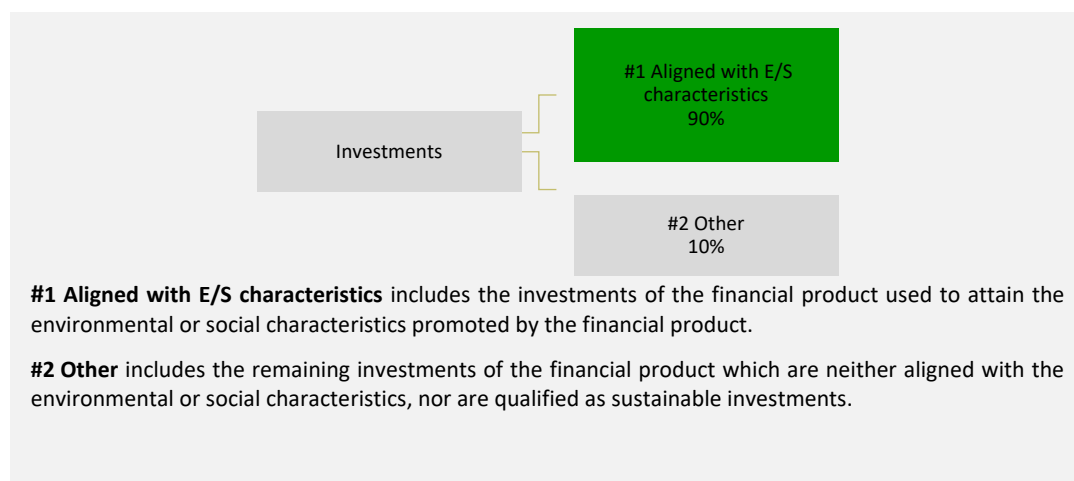 #1 Aligned with E/S
characteristics
90%
Investments
#2 Other
10%
#1 Aligned with E/S characteristics includes the investments of the financial product used to attain the
environmental or social characteristics promoted by the financial product.
#2 Other includes the remaining investments of the financial product which are neither aligned with the
environmental or social characteristics, nor are qualified as sustainable investments.